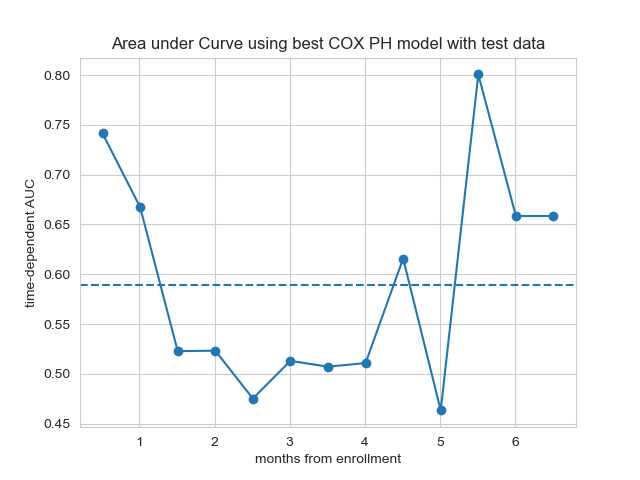 Area under Curve using best COX PH model with test data
time-dependent AUC
0.80
0.75
0.70
0.65
0.60
0.55
0.50
0.45
1 2 3 4 5 6
months from enrollment